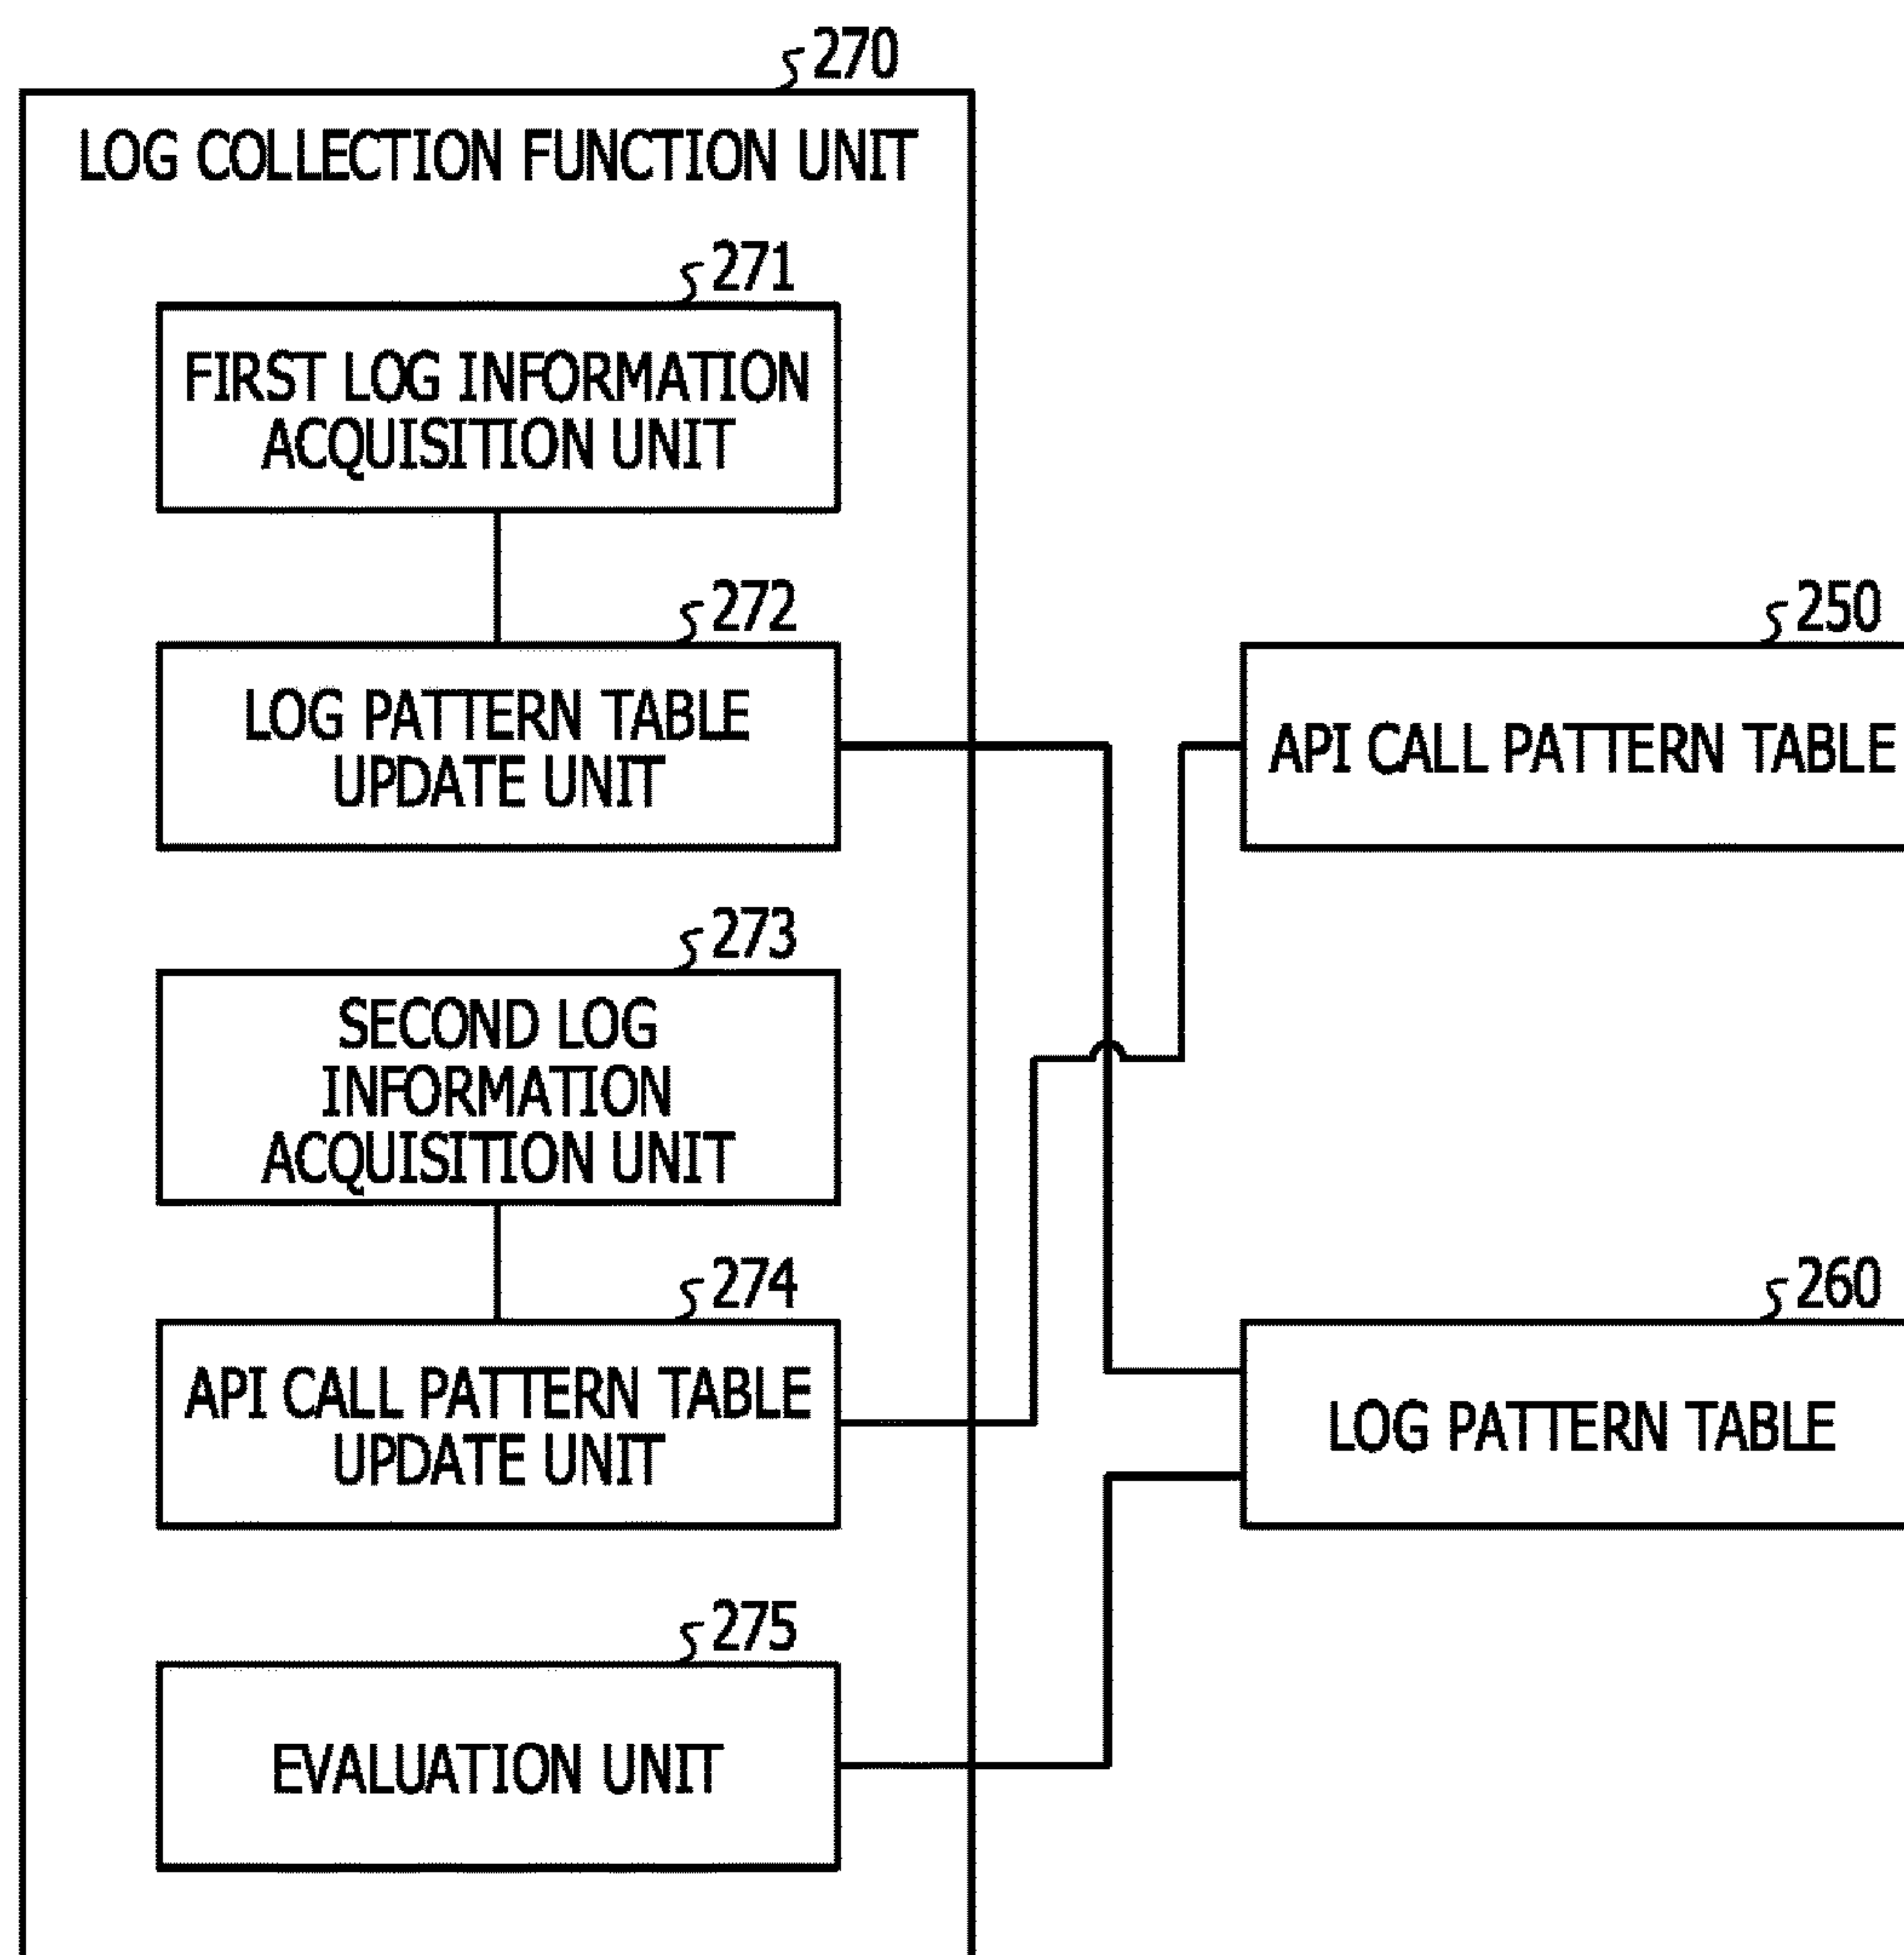 270
LOG COLLECTION FUNCTION UNIT
271
FIRST LOG INFORMATION
ACQUISITION UNIT
272
LOG PATTERN TABLE
UPDATE UNIT
250
API CALL PATTERN TABLE
273
SECOND LOG
INFORMATION
ACQUISITION UNIT
274
API CALL PATTERN TABLE
UPDATE UNIT
260
LOG PATTERN TABLE
275
EVALUATION UNIT